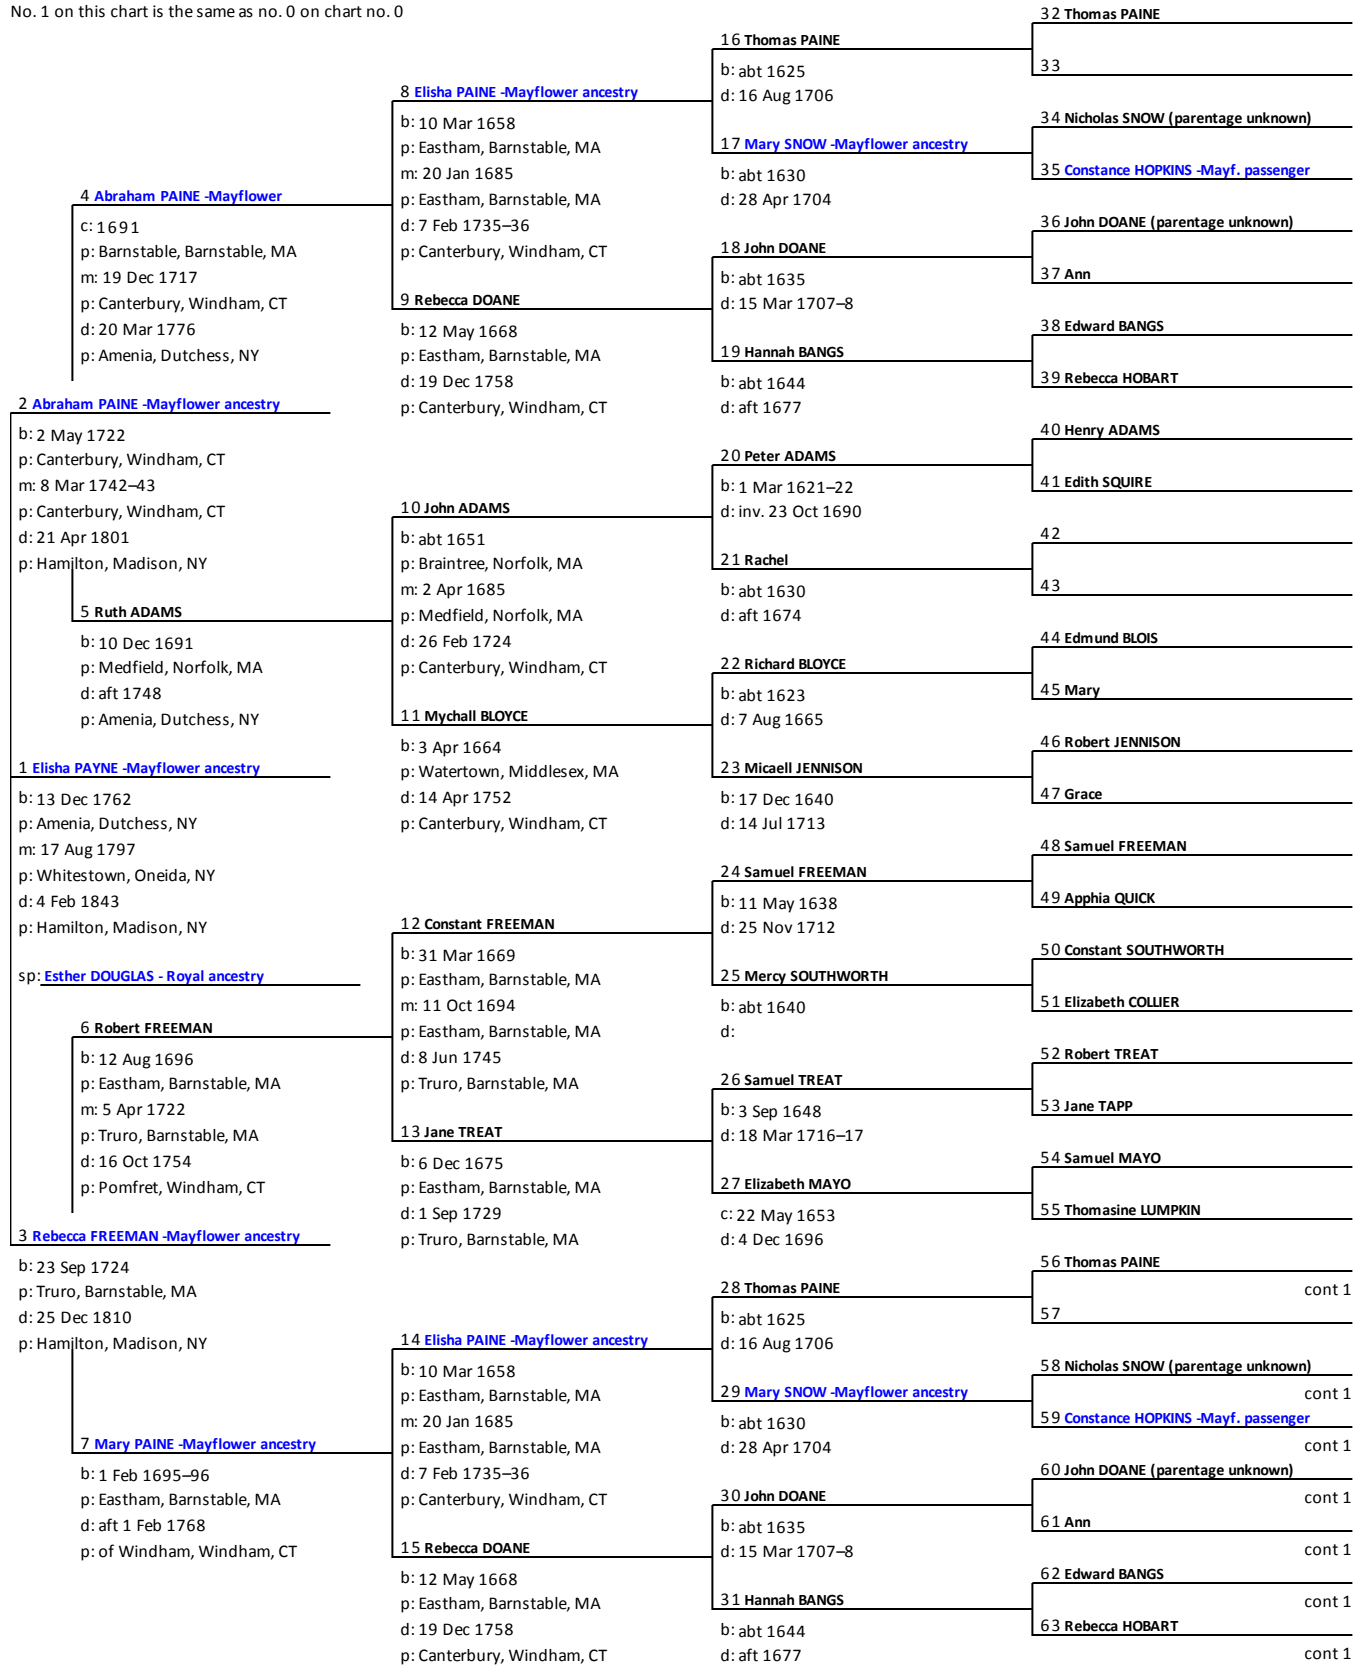 No. 1 on this chart is the same as no. 0 on chart no. 0
4 Abraham PAINE -Mayflower
c: 1691
p: Barnstable, Barnstable, MA
m: 19 Dec 1717
p: Canterbury, Windham, CT
d: 20 Mar 1776
p: Amenia, Dutchess, NY
2 Abraham PAINE -Mayflower ancestry
b: 2 May 1722
p: Canterbury, Windham, CT
m: 8 Mar 1742–43
p: Canterbury, Windham, CT
d: 21 Apr 1801
p: Hamilton, Madison, NY
5 Ruth ADAMS
b: 10 Dec 1691
p: Medfield, Norfolk, MA
d: aft 1748
p: Amenia, Dutchess, NY
1 Elisha PAYNE -Mayflower ancestry
b: 13 Dec 1762
p: Amenia, Dutchess, NY
m: 17 Aug 1797
p: Whitestown, Oneida, NY
d: 4 Feb 1843
p: Hamilton, Madison, NY
sp: Esther DOUGLAS - Royal ancestry
6 Robert FREEMAN
b: 12 Aug 1696
p: Eastham, Barnstable, MA
m: 5 Apr 1722
p: Truro, Barnstable, MA
d: 16 Oct 1754
p: Pomfret, Windham, CT
3 Rebecca FREEMAN -Mayflower ancestry
b: 23 Sep 1724
p: Truro, Barnstable, MA
d: 25 Dec 1810
p: Hamilton, Madison, NY
7 Mary PAINE -Mayflower ancestry
b: 1 Feb 1695–96
p: Eastham, Barnstable, MA
d: aft 1 Feb 1768
p: of Windham, Windham, CT
8 Elisha PAINE -Mayflower ancestry
b: 10 Mar 1658
p: Eastham, Barnstable, MA
m: 20 Jan 1685
p: Eastham, Barnstable, MA
d: 7 Feb 1735–36
p: Canterbury, Windham, CT
9 Rebecca DOANE
b: 12 May 1668
p: Eastham, Barnstable, MA
d: 19 Dec 1758
p: Canterbury, Windham, CT
10 John ADAMS
b: abt 1651
p: Braintree, Norfolk, MA
m: 2 Apr 1685
p: Medfield, Norfolk, MA
d: 26 Feb 1724
p: Canterbury, Windham, CT
11 Mychall BLOYCE
b: 3 Apr 1664
p: Watertown, Middlesex, MA
d: 14 Apr 1752
p: Canterbury, Windham, CT
12 Constant FREEMAN
b: 31 Mar 1669
p: Eastham, Barnstable, MA
m: 11 Oct 1694
p: Eastham, Barnstable, MA
d: 8 Jun 1745
p: Truro, Barnstable, MA
13 Jane TREAT
b: 6 Dec 1675
p: Eastham, Barnstable, MA
d: 1 Sep 1729
p: Truro, Barnstable, MA
14 Elisha PAINE -Mayflower ancestry
b: 10 Mar 1658
p: Eastham, Barnstable, MA
m: 20 Jan 1685
p: Eastham, Barnstable, MA
d: 7 Feb 1735–36
p: Canterbury, Windham, CT
15 Rebecca DOANE
b: 12 May 1668
p: Eastham, Barnstable, MA
d: 19 Dec 1758
p: Canterbury, Windham, CT
16 Thomas PAINE
b: abt 1625
d: 16 Aug 1706
17 Mary SNOW -Mayflower ancestry
b: abt 1630
d: 28 Apr 1704
18 John DOANE
b: abt 1635
d: 15 Mar 1707–8
19 Hannah BANGS
b: abt 1644
d: aft 1677
20 Peter ADAMS
b: 1 Mar 1621–22
d: inv. 23 Oct 1690
21 Rachel
b: abt 1630
d: aft 1674
22 Richard BLOYCE
b: abt 1623
d: 7 Aug 1665
23 Micaell JENNISON
b: 17 Dec 1640
d: 14 Jul 1713
24 Samuel FREEMAN
b: 11 May 1638
d: 25 Nov 1712
25 Mercy SOUTHWORTH
b: abt 1640
d:
26 Samuel TREAT
b: 3 Sep 1648
d: 18 Mar 1716–17
27 Elizabeth MAYO
c: 22 May 1653
d: 4 Dec 1696
28 Thomas PAINE
b: abt 1625
d: 16 Aug 1706
29 Mary SNOW -Mayflower ancestry
b: abt 1630
d: 28 Apr 1704
30 John DOANE
b: abt 1635
d: 15 Mar 1707–8
31 Hannah BANGS
b: abt 1644
d: aft 1677
32 Thomas PAINE
33
34 Nicholas SNOW (parentage unknown)
35 Constance HOPKINS -Mayf. passenger
36 John DOANE (parentage unknown)
37 Ann
38 Edward BANGS
39 Rebecca HOBART
40 Henry ADAMS
41 Edith SQUIRE
42
43
44 Edmund BLOIS
45 Mary
46 Robert JENNISON
47 Grace
48 Samuel FREEMAN
49 Apphia QUICK
50 Constant SOUTHWORTH
51 Elizabeth COLLIER
52 Robert TREAT
53 Jane TAPP
54 Samuel MAYO
55 Thomasine LUMPKIN
56 Thomas PAINE
cont 1
57
58 Nicholas SNOW (parentage unknown)
cont 1
59 Constance HOPKINS -Mayf. passenger
cont 1
60 John DOANE (parentage unknown)
cont 1
61 Ann
cont 1
62 Edward BANGS
cont 1
63 Rebecca HOBART
cont 1